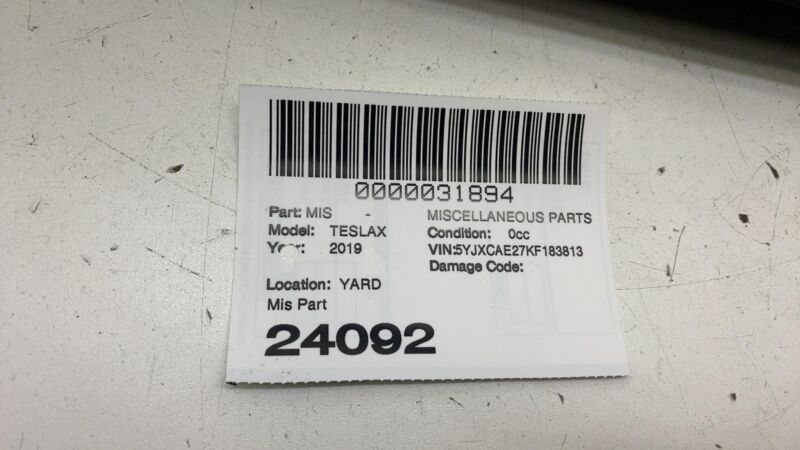 0000031894
Part: MIS - MISCELLANEOUS PARTS
Model: TESLAX Condition: 0cc
Year: 2019 VIN:5YJXCAE27KF183813
Damage Code:
Location: YARD
Mis Part
24092